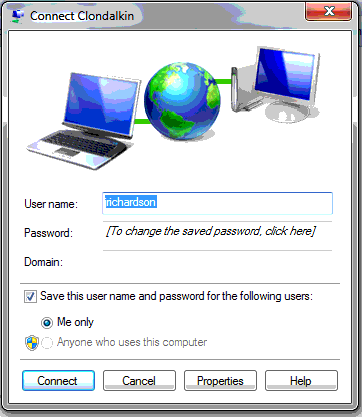 Connect Clondalkin
User name: richardson
Password: [To change the saved password, click here]
Domain:
Save this user name and password for the following users:
Me only
Anyone who uses this computer
Connect Cancel Properties Help